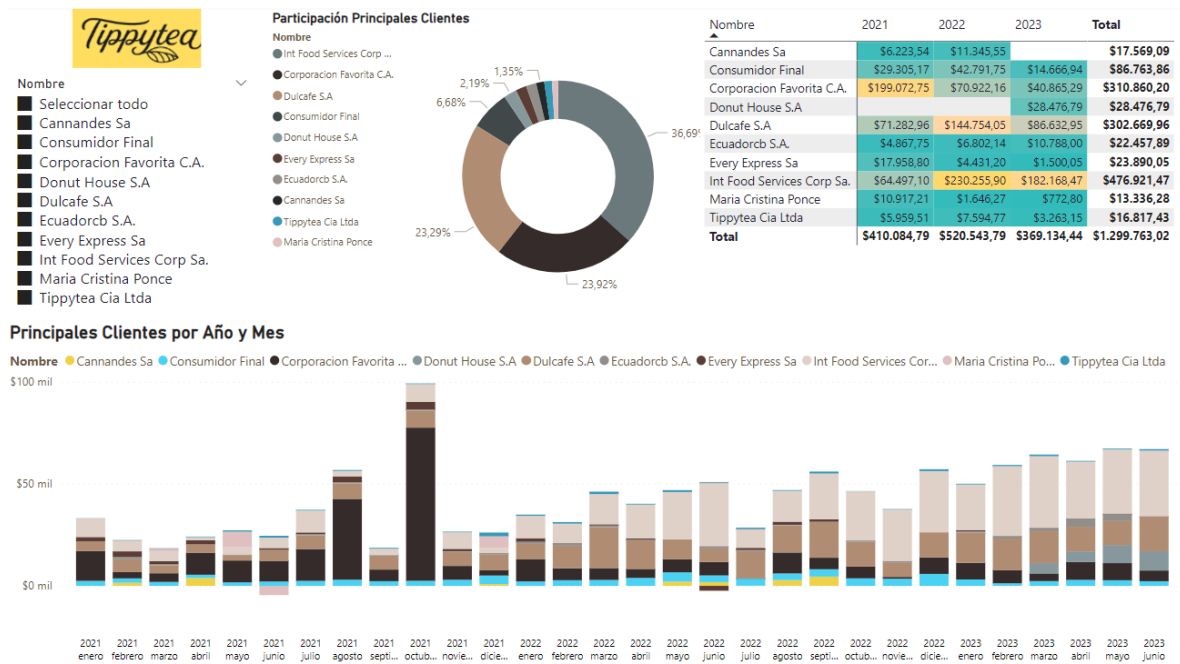 Tippytea
Nombre
Seleccionar todo
Cannandes Sa
Consumidor Final
Corporacion Favorita C.A.
Donut House S.A
Dulcafe S.A
Ecuadorcb S.A.
Every Express Sa
Int Food Services Corp Sa.
Maria Cristina Ponce
Tippytea Cia Ltda
Participación Principales Clientes
Nombre
Int Food Services Corp ...
Corporacion Favorita C.A.
Dulcafe S.A
Consumidor Final
Donut House S.A
Every Express Sa
Ecuadorcb S.A.
Cannandes Sa
Tippytea Cia Ltda
Maria Cristina Ponce
1,35%
2,19%
6,68%
36,69%
23,29%
23,92%
Nombre 2021 2022 2023 Total
Cannandes Sa $6.223,54 $11.345,55 $17.569,09
Consumidor Final $29.305,17 $42.791,75 $14.666,94 $86.763,86
Corporacion Favorita C.A. $199.072,75 $70.922,16 $40.865,29 $310.860,20
Donut House S.A $28.476,79 $28.476,79
Dulcafe S.A $71.282,96 $144.754,05 $86.632,95 $302.669,96
Ecuadorcb S.A. $4.867,75 $6.802,14 $10.788,00 $22.457,89
Every Express Sa $17.958,80 $4.431,20 $1.500,05 $23.890,05
Int Food Services Corp Sa. $64.497,10 $230.255,90 $182.168,47 $476.921,47
Maria Cristina Ponce $10.917,21 $1.646,27 $772,80 $13.336,28
Tippytea Cia Ltda $5.959,51 $7.594,77 $3.263,15 $16.817,43
Total $410.084,79 $520.543,79 $369.134,44 $1.299.763,02
Principales Clientes por Año y Mes
Nombre Cannandes Sa Consumidor Final Corporacion Favorita ... Donut House S.A Dulcafe S.A Ecuadorcb S.A. Every Express Sa Int Food Services Cor... Maria Cristina Po... Tippytea Cia Ltda
$100 mil
$50 mil
$0 mil
2021 2021 2021 2021 2021 2021 2021 2021 2021 2021 2021 2021 2022 2022 2022 2022 2022 2022 2022 2022 2022 2022 2022 2022 2023 2023 2023 2023 2023 2023
enero febrero marzo abril mayo junio julio agosto septi... octub... novie... dicie... enero febrero marzo abril mayo junio julio agosto septi... octub... novie... dicie... enero febrero marzo abril mayo junio